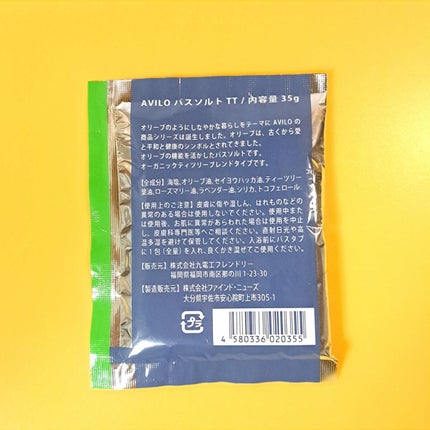 AVILO バスソルト TT / 内容量 35g
オリーブのようにしなやかな暮らしをテーマに AVILO の
商品シリーズは誕生しました。オリーブは、古くから愛
と平和と健康のシンボルとされてきました。
オリーブの機能を活かしたバスソルトです。
オーガニックティツリーブレンドタイプです。
【全成分】海塩、オリーブ油、セイヨウハッカ油、ティーツリー
葉油、ローズマリー油、ラベンダー油、シリカ、トコフェロール
【使用上のご注意】皮膚に傷や湿しん、はれものなどの
異常のある場合は使用しないでください。使用中または
使用後、お肌に異常があらわれた場合は使用を中止
し、皮膚科専門医等へご相談ください。直射日光や高
温多湿を避けて保管してください。入浴前にバスタブ
に1包(全量)を入れ、良くかき混ぜてご使用ください。
【販売元】株式会社九電工フレンドリー
福岡県福岡市南区那の川 1-23-30
【製造販売元】株式会社ファインド・ニューズ
大分県宇佐市安心院町上市305-1
プラ
4 580336 020355